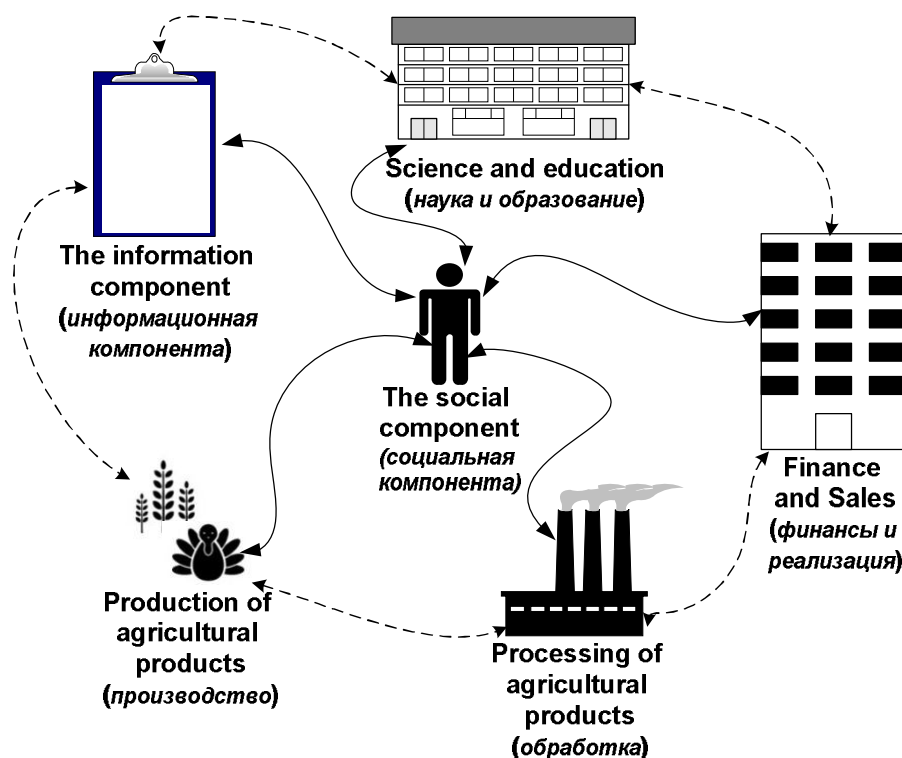 Science and education
(наука и образование)
The information
component
(информационная
компонента)
The social
component
(социальная
компонента)
Finance
and Sales
(финансы и
реализация)
Production of
agricultural
products
(производство)
Processing of
agricultural
products
(обработка)